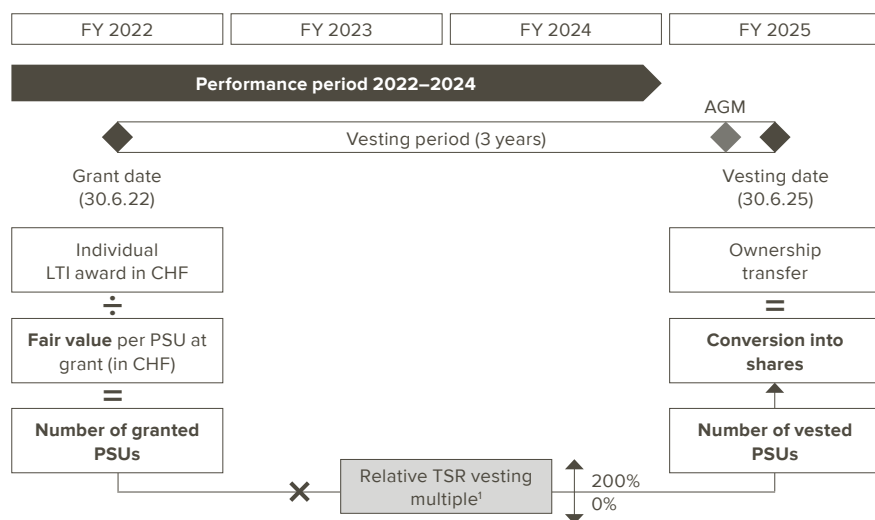 FY 2022
FY 2023
FY 2024
FY 2025
Performance period 2022–2024
AGM
Vesting period (3 years)
Grant date
(30.6.22)
Vesting date
(30.6.25)
Individual
LTI award in CHF
Ownership
transfer
÷
=
Fair value per PSU at
grant (in CHF)
Conversion into
shares
=
Number of granted
PSUs
Number of vested
PSUs
×
Relative TSR vesting
multiple¹
200%
0%